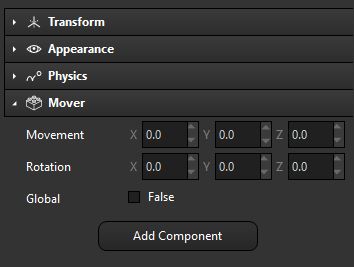 Transform
Appearance
Physics
Mover
Movement X 0.0 Y 0.0 Z 0.0
Rotation X 0.0 Y 0.0 Z 0.0
Global False
Add Component